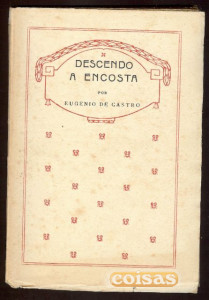 DESCENDO
A ENCOSTA
POR
EUGENIO DE CASTRO
coisas